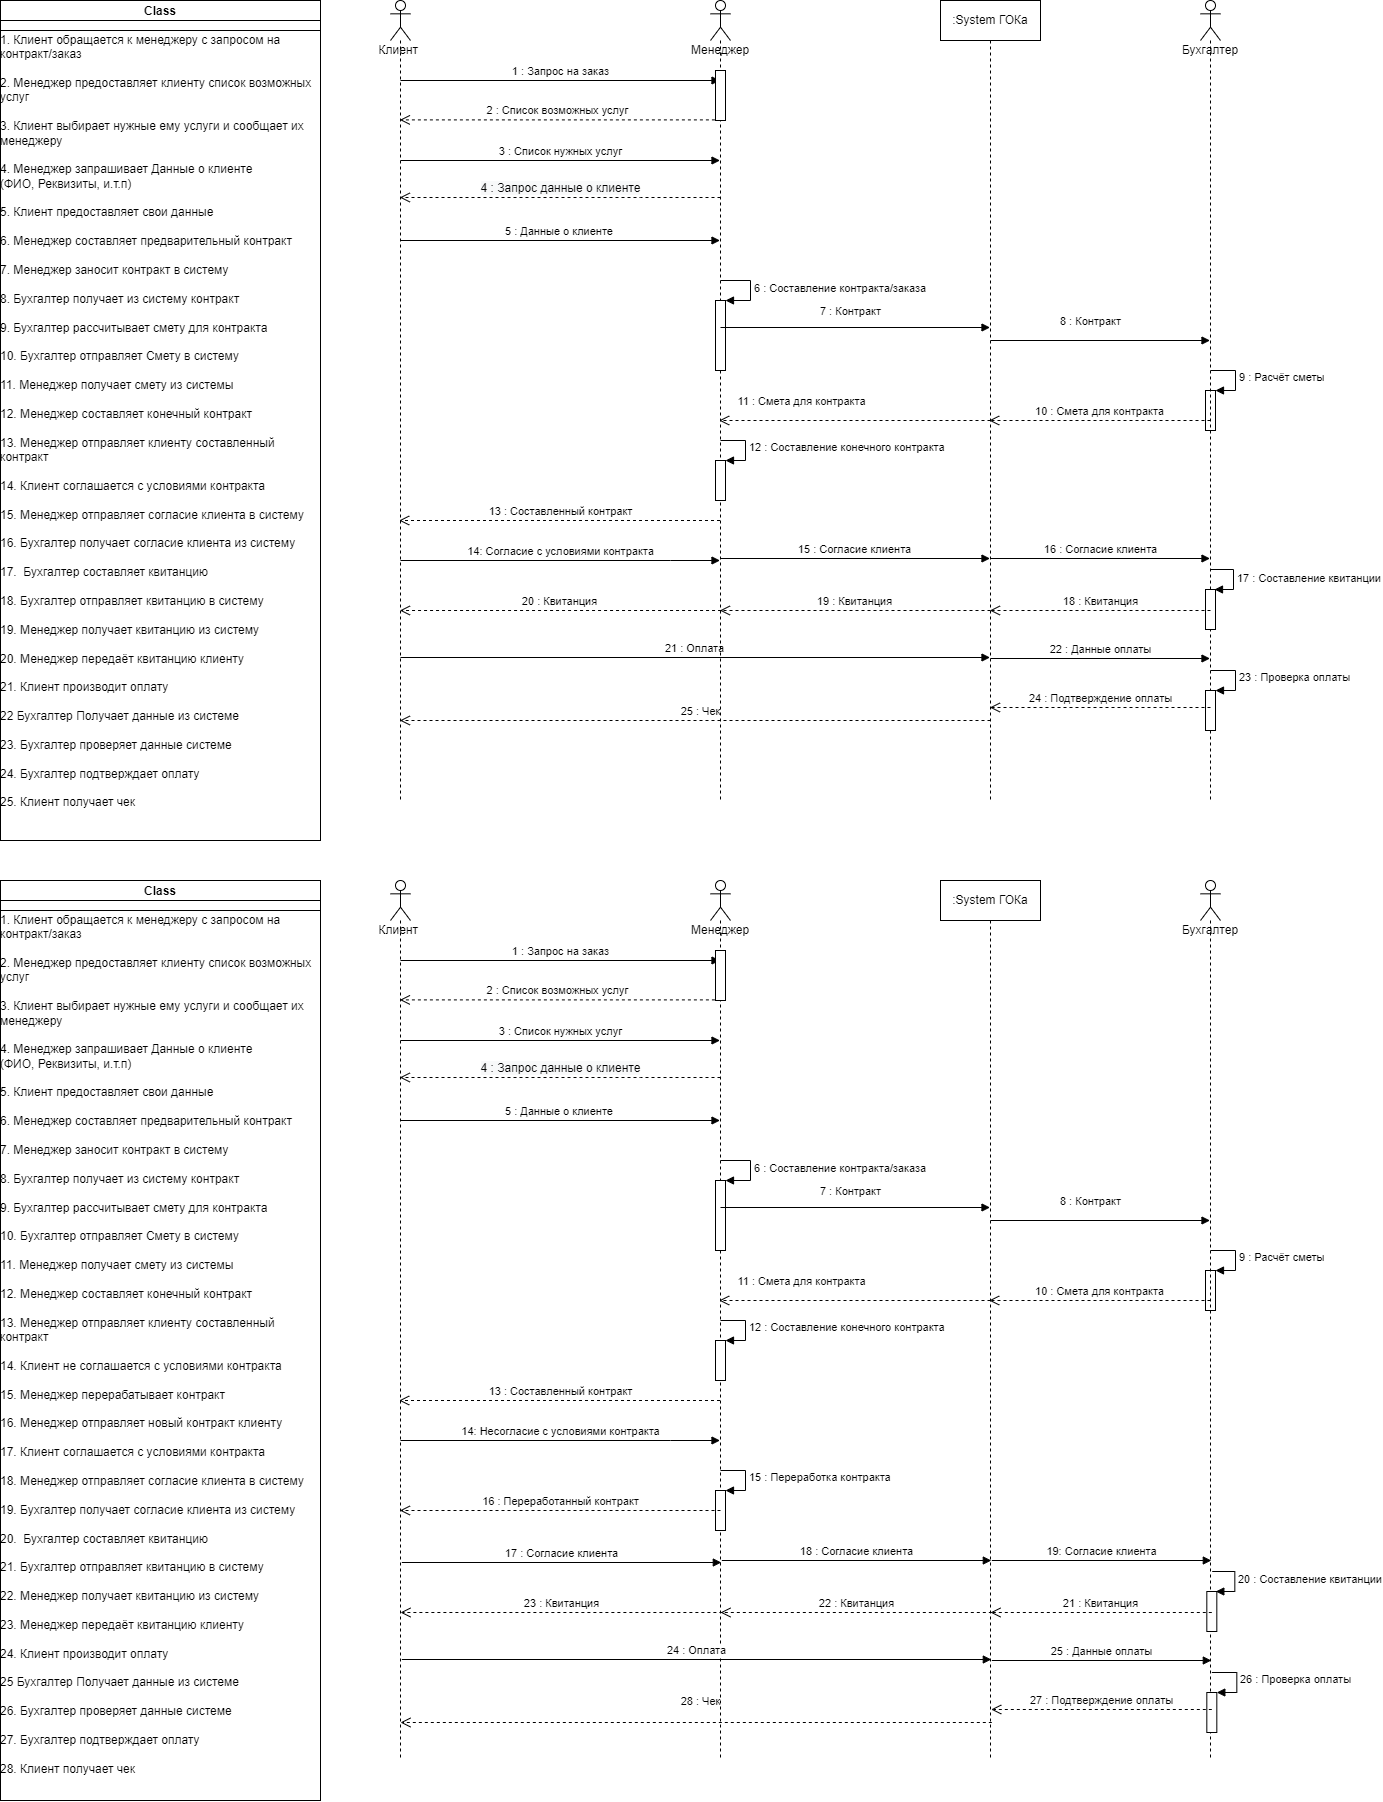 Class
1. Клиент обращается к менеджеру с запросом на
контракт/заказ
2. Менеджер предоставляет клиенту список возможных
услуг
3. Клиент выбирает нужные ему услуги и сообщает их
менеджеру
4. Менеджер запрашивает Данные о клиенте
(ФИО, Реквизиты, и.т.п)
5. Клиент предоставляет свои данные
6. Менеджер составляет предварительный контракт
7. Менеджер заносит контракт в систему
8. Бухгалтер получает из систему контракт
9. Бухгалтер рассчитывает смету для контракта
10. Бухгалтер отправляет Смету в систему
11. Менеджер получает смету из системы
12. Менеджер составляет конечный контракт
13. Менеджер отправляет клиенту составленный
контракт
14. Клиент соглашается с условиями контракта
15. Менеджер отправляет согласие клиента в систему
16. Бухгалтер получает согласие клиента из систему
17. Бухгалтер составляет квитанцию
18. Бухгалтер отправляет квитанцию в систему
19. Менеджер получает квитанцию из систему
20. Менеджер передаёт квитанцию клиенту
21. Клиент производит оплату
22 Бухгалтер Получает данные из системе
23. Бухгалтер проверяет данные системе
24. Бухгалтер подтверждает оплату
25. Клиент получает чек
Клиент
Менеджер
:System ГОКа
Бухгалтер
1 : Запрос на заказ
2 : Список возможных услуг
3 : Список нужных услуг
4 : Запрос данные о клиенте
5 : Данные о клиенте
6 : Составление контракта/заказа
7 : Контракт
8 : Контракт
9 : Расчёт сметы
11 : Смета для контракта
10 : Смета для контракта
12 : Составление конечного контракта
13 : Составленный контракт
14: Согласие с условиями контракта
15 : Согласие клиента
16 : Согласие клиента
17 : Составление квитанции
20 : Квитанция
19 : Квитанция
18 : Квитанция
21 : Оплата
22 : Данные оплаты
23 : Проверка оплаты
24 : Подтверждение оплаты
25 : Чек
Class
1. Клиент обращается к менеджеру с запросом на
контракт/заказ
2. Менеджер предоставляет клиенту список возможных
услуг
3. Клиент выбирает нужные ему услуги и сообщает их
менеджеру
4. Менеджер запрашивает Данные о клиенте
(ФИО, Реквизиты, и.т.п)
5. Клиент предоставляет свои данные
6. Менеджер составляет предварительный контракт
7. Менеджер заносит контракт в систему
8. Бухгалтер получает из систему контракт
9. Бухгалтер рассчитывает смету для контракта
10. Бухгалтер отправляет Смету в систему
11. Менеджер получает смету из системы
12. Менеджер составляет конечный контракт
13. Менеджер отправляет клиенту составленный
контракт
14. Клиент не соглашается с условиями контракта
15. Менеджер перерабатывает контракт
16. Менеджер отправляет новый контракт клиенту
17. Клиент соглашается с условиями контракта
18. Менеджер отправляет согласие клиента в систему
19. Бухгалтер получает согласие клиента из систему
20. Бухгалтер составляет квитанцию
21. Бухгалтер отправляет квитанцию в систему
22. Менеджер получает квитанцию из систему
23. Менеджер передаёт квитанцию клиенту
24. Клиент производит оплату
25 Бухгалтер Получает данные из системе
26. Бухгалтер проверяет данные системе
27. Бухгалтер подтверждает оплату
28. Клиент получает чек
Клиент
Менеджер
:System ГОКа
Бухгалтер
1 : Запрос на заказ
2 : Список возможных услуг
3 : Список нужных услуг
4 : Запрос данные о клиенте
5 : Данные о клиенте
6 : Составление контракта/заказа
7 : Контракт
8 : Контракт
9 : Расчёт сметы
11 : Смета для контракта
10 : Смета для контракта
12 : Составление конечного контракта
13 : Составленный контракт
14: Несогласие с условиями контракта
15 : Переработка контракта
16 : Переработанный контракт
17 : Согласие клиента
18 : Согласие клиента
19: Согласие клиента
20 : Составление квитанции
23 : Квитанция
22 : Квитанция
21 : Квитанция
24 : Оплата
25 : Данные оплаты
26 : Проверка оплаты
27 : Подтверждение оплаты
28 : Чек